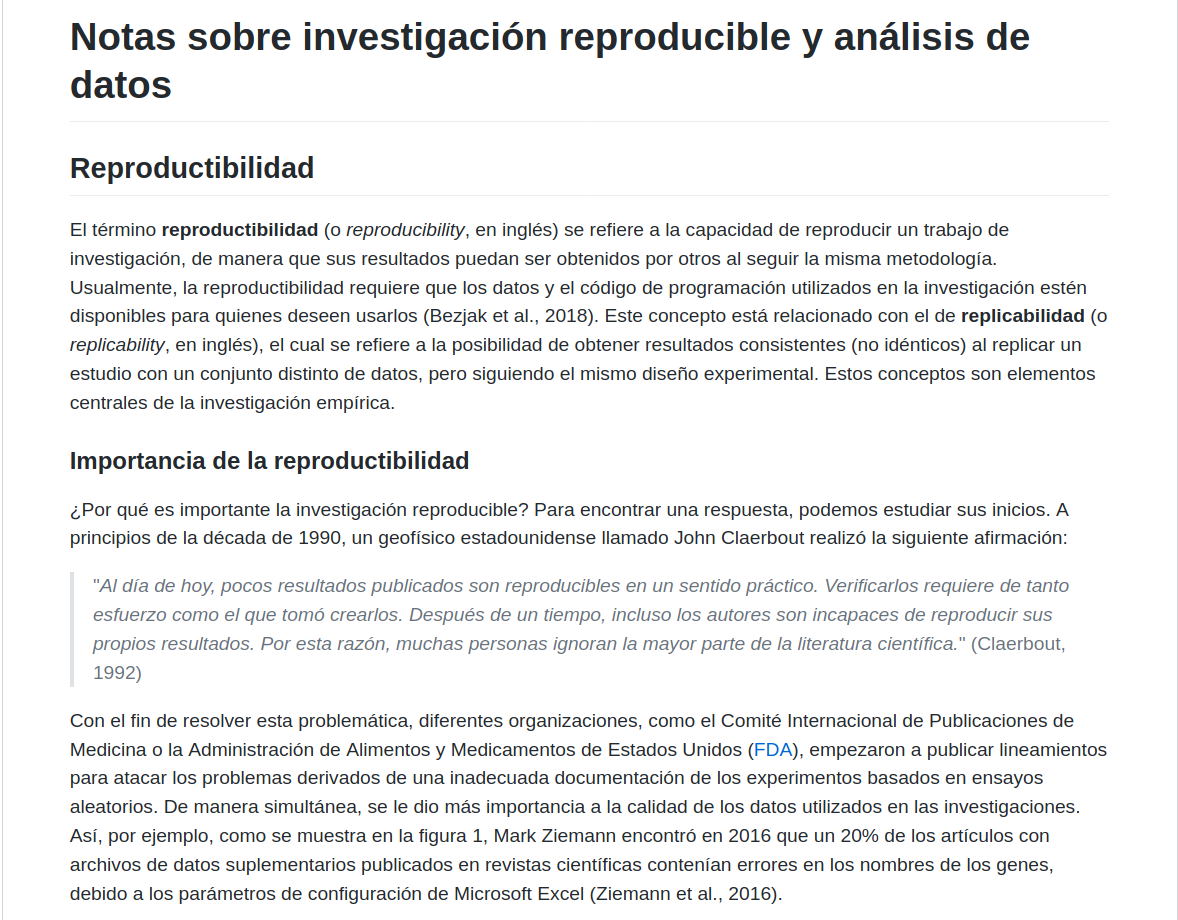 Notas sobre investigación reproducible y análisis de
datos
Reproductibilidad
El término reproductibilidad (o reproducibility, en inglés) se refiere a la capacidad de reproducir un trabajo de
investigación, de manera que sus resultados puedan ser obtenidos por otros al seguir la misma metodología.
Usualmente, la reproductibilidad requiere que los datos y el código de programación utilizados en la investigación estén
disponibles para quienes deseen usarlos (Bezjak et al., 2018). Este concepto está relacionado con el de replicabilidad (o
replicability, en inglés), el cual se refiere a la posibilidad de obtener resultados consistentes (no idénticos) al replicar un
estudio con un conjunto distinto de datos, pero siguiendo el mismo diseño experimental. Estos conceptos son elementos
centrales de la investigación empírica.
Importancia de la reproductibilidad
¿Por qué es importante la investigación reproducible? Para encontrar una respuesta, podemos estudiar sus inicios. A
principios de la década de 1990, un geofísico estadounidense llamado John Claerbout realizó la siguiente afirmación:
"Al día de hoy, pocos resultados publicados son reproducibles en un sentido práctico. Verificarlos requiere de tanto
esfuerzo como el que tomó crearlos. Después de un tiempo, incluso los autores son incapaces de reproducir sus
propios resultados. Por esta razón, muchas personas ignoran la mayor parte de la literatura científica." (Claerbout,
1992)
Con el fin de resolver esta problemática, diferentes organizaciones, como el Comité Internacional de Publicaciones de
Medicina o la Administración de Alimentos y Medicamentos de Estados Unidos (FDA), empezaron a publicar lineamientos
para atacar los problemas derivados de una inadecuada documentación de los experimentos basados en ensayos
aleatorios. De manera simultánea, se le dio más importancia a la calidad de los datos utilizados en las investigaciones.
Así, por ejemplo, como se muestra en la figura 1, Mark Ziemann encontró en 2016 que un 20% de los artículos con
archivos de datos suplementarios publicados en revistas científicas contenían errores en los nombres de los genes,
debido a los parámetros de configuración de Microsoft Excel (Ziemann et al., 2016).